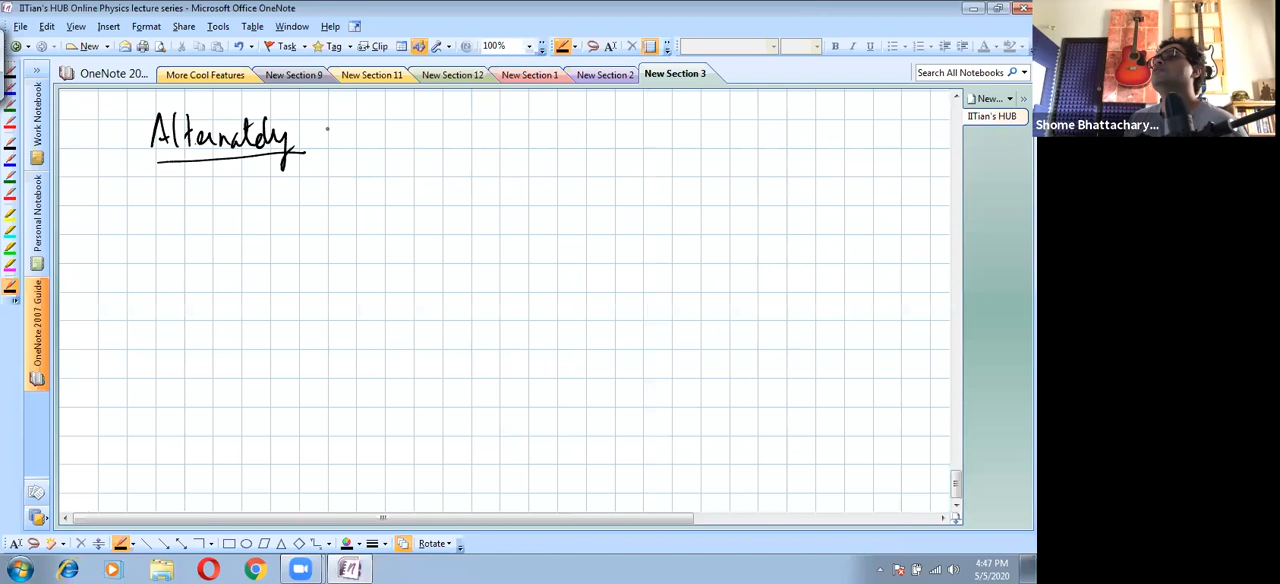 IITian's HUB Online Physics lecture series - Microsoft Office OneNote
File Edit View Insert Format Share Tools Table Window Help
New Task Tag Clip 100% B I U
OneNote 20... More Cool Features New Section 9 New Section 11 New Section 12 New Section 1 New Section 2 New Section 3 Search All Notebooks
New...
IITian's HUB
Shome Bhattachary...
Work Notebook
Personal Notebook
OneNote 2007 Guide
Alternately
Rotate
4:47 PM
5/5/2020